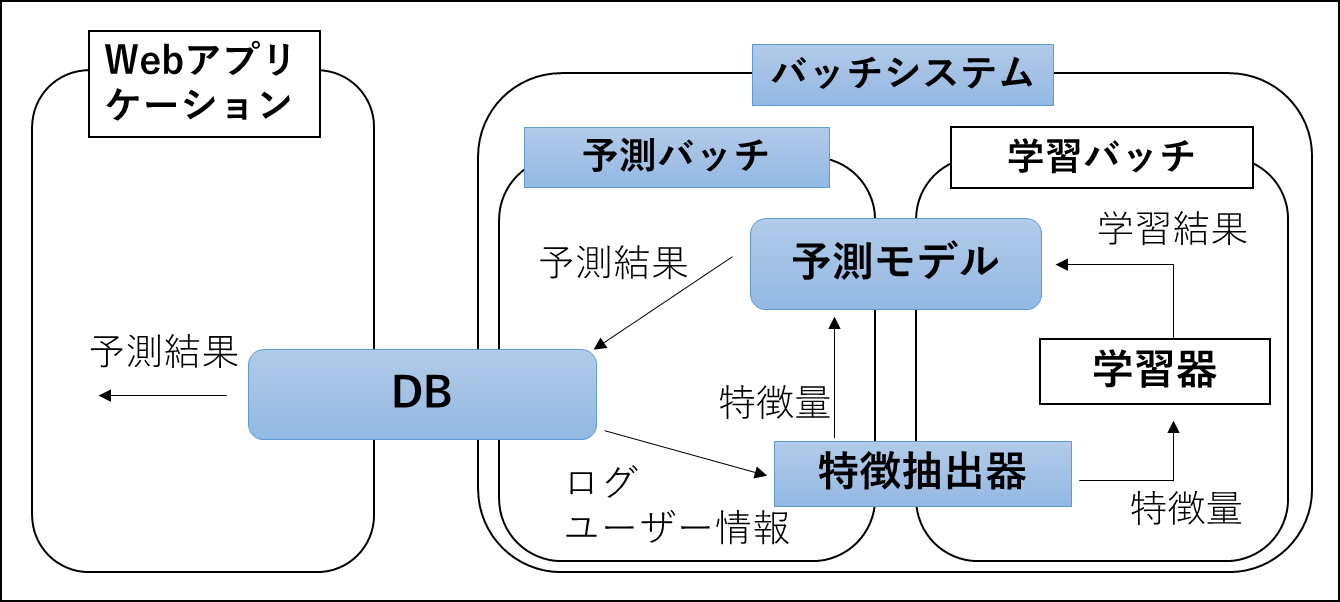 Webアプリ
ケーション
バッチシステム
予測バッチ
学習バッチ
学習結果
予測モデル
予測結果
予測結果
学習器
DB
特徴量
特徴抽出器
ログ
ユーザー情報
特徴量